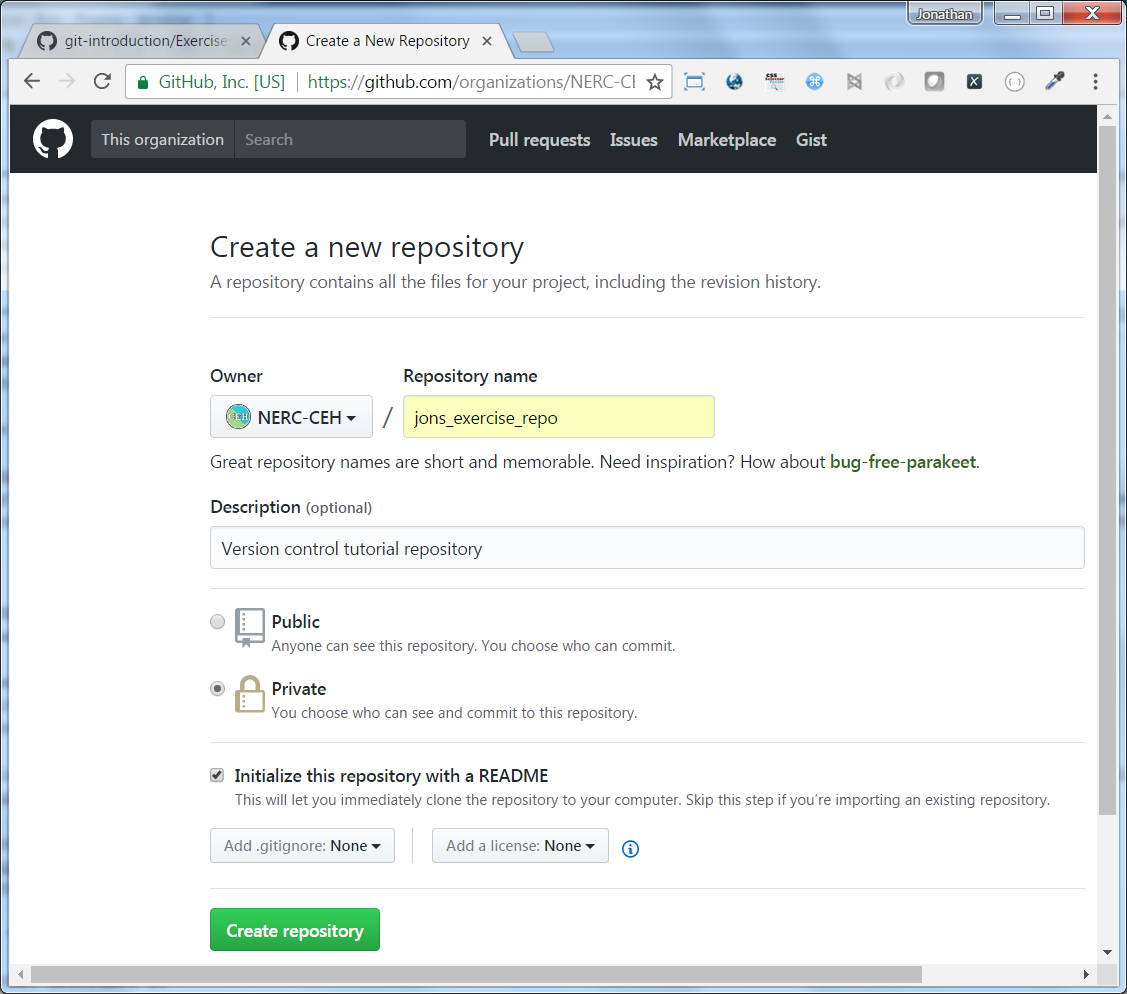 Jonathan
git-introduction/Exercise
Create a New Repository
GitHub, Inc. [US]
https://github.com/organizations/NERC-CE
This organization
Search
Pull requests
Issues
Marketplace
Gist
Create a new repository
A repository contains all the files for your project, including the revision history.
Owner
Repository name
CEH
NERC-CEH
/
jons_exercise_repo
Great repository names are short and memorable. Need inspiration? How about bug-free-parakeet.
Description (optional)
Version control tutorial repository
Public
Anyone can see this repository. You choose who can commit.
Private
You choose who can see and commit to this repository.
Initialize this repository with a README
This will let you immediately clone the repository to your computer. Skip this step if you’re importing an existing repository.
Add .gitignore: None
Add a license: None
Create repository